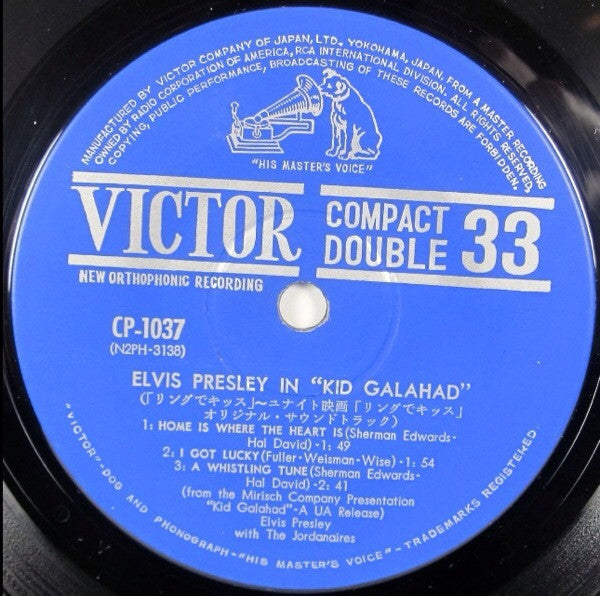 MANUFACTURED BY VICTOR COMPANY OF JAPAN, LTD., YOKOHAMA, JAPAN, FROM A MASTER RECORDING
OWNED BY RADIO CORPORATION OF AMERICA, RCA INTERNATIONAL DIVISION. ALL RIGHTS RESERVED,
COPYING, PUBLIC PERFORMANCE, BROADCASTING OF THESE RECORDS ARE FORBIDDEN.
"HIS MASTER'S VOICE"
VICTOR
COMPACT
DOUBLE
33
NEW ORTHOPHONIC RECORDING
CP-1037
(N2PH-3138)
ELVIS PRESLEY IN "KID GALAHAD"
(「リングでキッス」~ユナイト映画「リングでキッス」
オリジナル・サウンドトラック)
1: HOME IS WHERE THE HEART IS(Sherman Edwards-
Hal David)-1: 49
2: I GOT LUCKY(Fuller-Weisman-Wise)-1: 54
3: A WHISTLING TUNE(Sherman Edwards-
Hal David)-2: 41
(from the Mirisch Company Presentation
"Kid Galahad"-A UA Release)
Elvis Presley
with The Jordanaires
"VICTOR"-DOG AND PHONOGRAPH-"HIS MASTER'S VOICE"-TRADEMARKS REGISTERED.